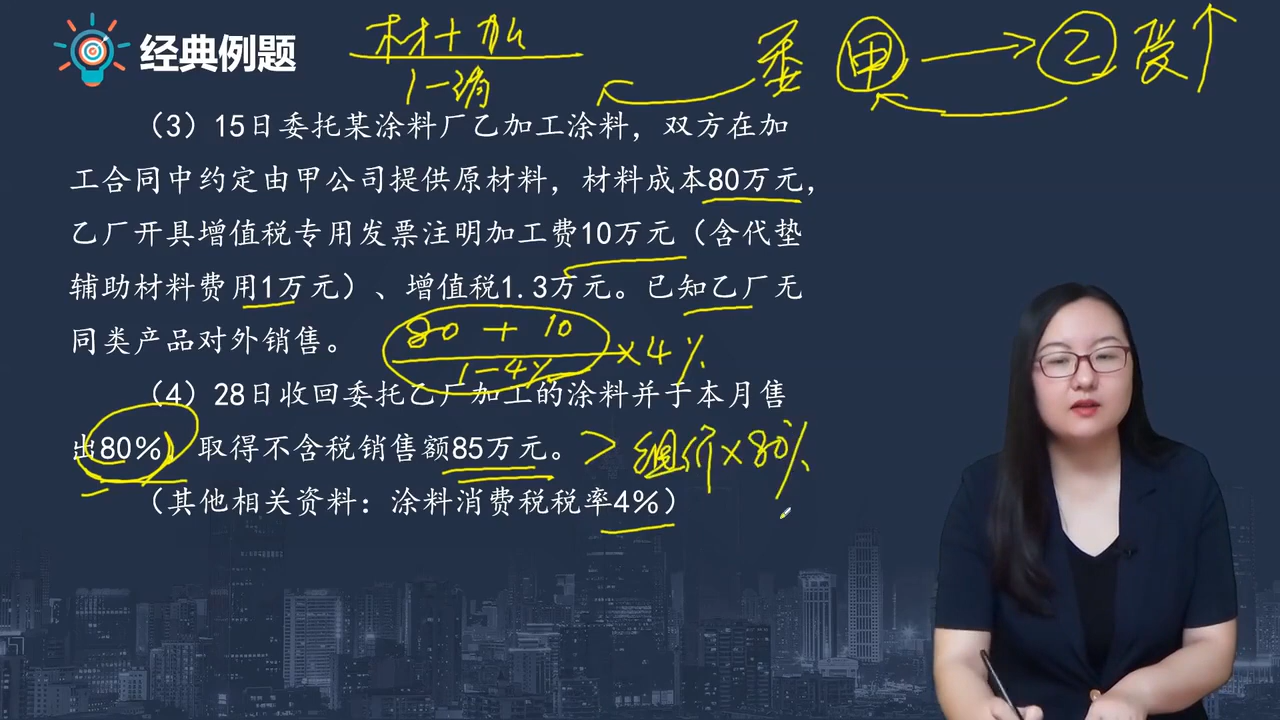 经典例题
材+加
1-消
委 甲 → 乙 受↑
（3）15日委托某涂料厂乙加工涂料，双方在加
工合同中约定由甲公司提供原材料，材料成本80万元，
乙厂开具增值税专用发票注明加工费10万元（含代垫
辅助材料费用1万元）、增值税1.3万元。已知乙厂无
同类产品对外销售。
80 + 10
1-4% ×4%
（4）28日收回委托乙厂加工的涂料并于本月售
出80%，取得不含税销售额85万元。 > 组价×80%
（其他相关资料：涂料消费税税率4%）